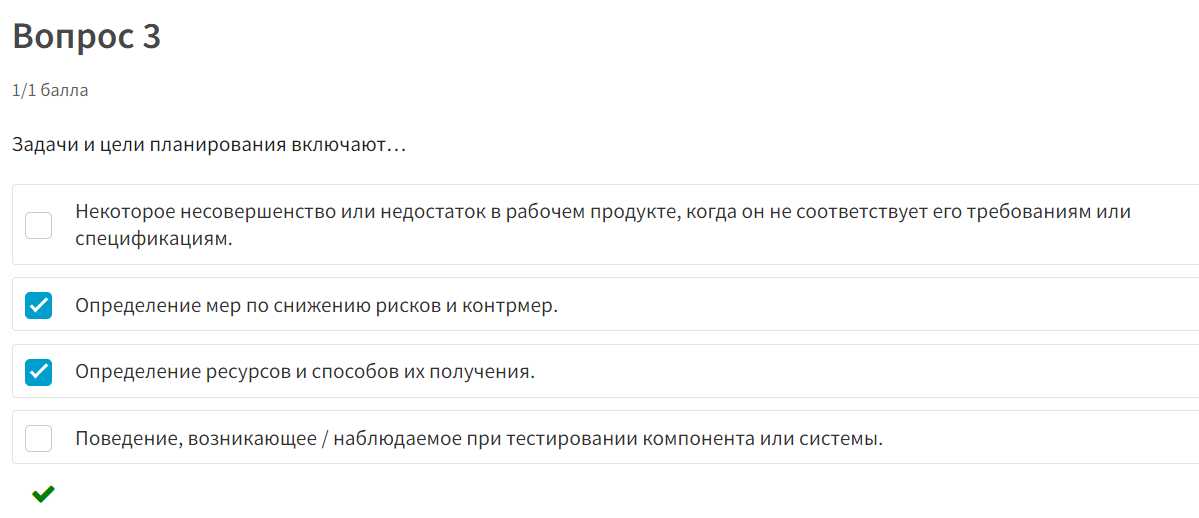 Вопрос 3
1/1 балла
Задачи и цели планирования включают…
Некоторое несовершенство или недостаток в рабочем продукте, когда он не соответствует его требованиям или
спецификациям.
Определение мер по снижению рисков и контрмер.
Определение ресурсов и способов их получения.
Поведение, возникающее / наблюдаемое при тестировании компонента или системы.